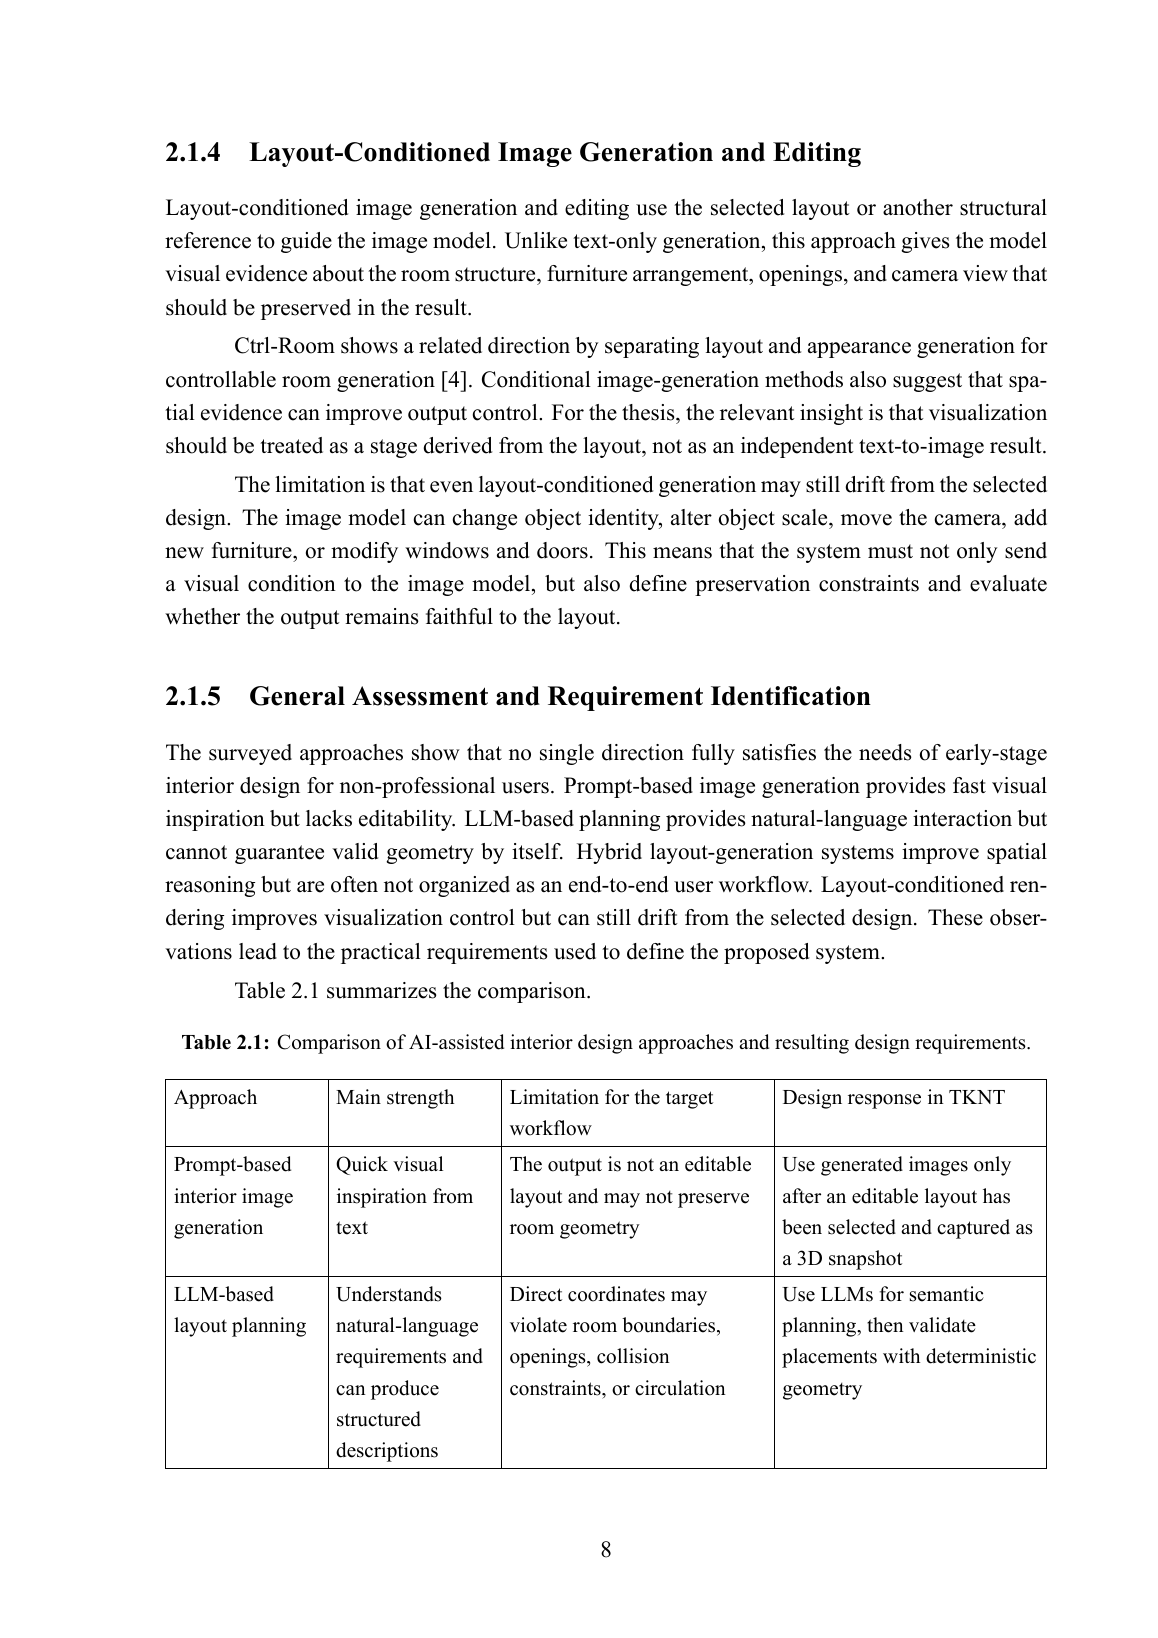 2.1.4 Layout-Conditioned Image Generation and Editing
Layout-conditioned image generation and editing use the selected layout or another structural
reference to guide the image model. Unlike text-only generation, this approach gives the model
visual evidence about the room structure, furniture arrangement, openings, and camera view that
should be preserved in the result.
Ctrl-Room shows a related direction by separating layout and appearance generation for
controllable room generation [4]. Conditional image-generation methods also suggest that spa-
tial evidence can improve output control. For the thesis, the relevant insight is that visualization
should be treated as a stage derived from the layout, not as an independent text-to-image result.
The limitation is that even layout-conditioned generation may still drift from the selected
design. The image model can change object identity, alter object scale, move the camera, add
new furniture, or modify windows and doors. This means that the system must not only send
a visual condition to the image model, but also define preservation constraints and evaluate
whether the output remains faithful to the layout.
2.1.5 General Assessment and Requirement Identification
The surveyed approaches show that no single direction fully satisfies the needs of early-stage
interior design for non-professional users. Prompt-based image generation provides fast visual
inspiration but lacks editability. LLM-based planning provides natural-language interaction but
cannot guarantee valid geometry by itself. Hybrid layout-generation systems improve spatial
reasoning but are often not organized as an end-to-end user workflow. Layout-conditioned ren-
dering improves visualization control but can still drift from the selected design. These obser-
vations lead to the practical requirements used to define the proposed system.
Table 2.1 summarizes the comparison.
Table 2.1: Comparison of AI-assisted interior design approaches and resulting design requirements.
Approach
Main strength
Limitation for the target
workflow
Design response in TKNT
Prompt-based
interior image
generation
Quick visual
inspiration from
text
The output is not an editable
layout and may not preserve
room geometry
Use generated images only
after an editable layout has
been selected and captured as
a 3D snapshot
LLM-based
layout planning
Understands
natural-language
requirements and
can produce
structured
descriptions
Direct coordinates may
violate room boundaries,
openings, collision
constraints, or circulation
Use LLMs for semantic
planning, then validate
placements with deterministic
geometry
8